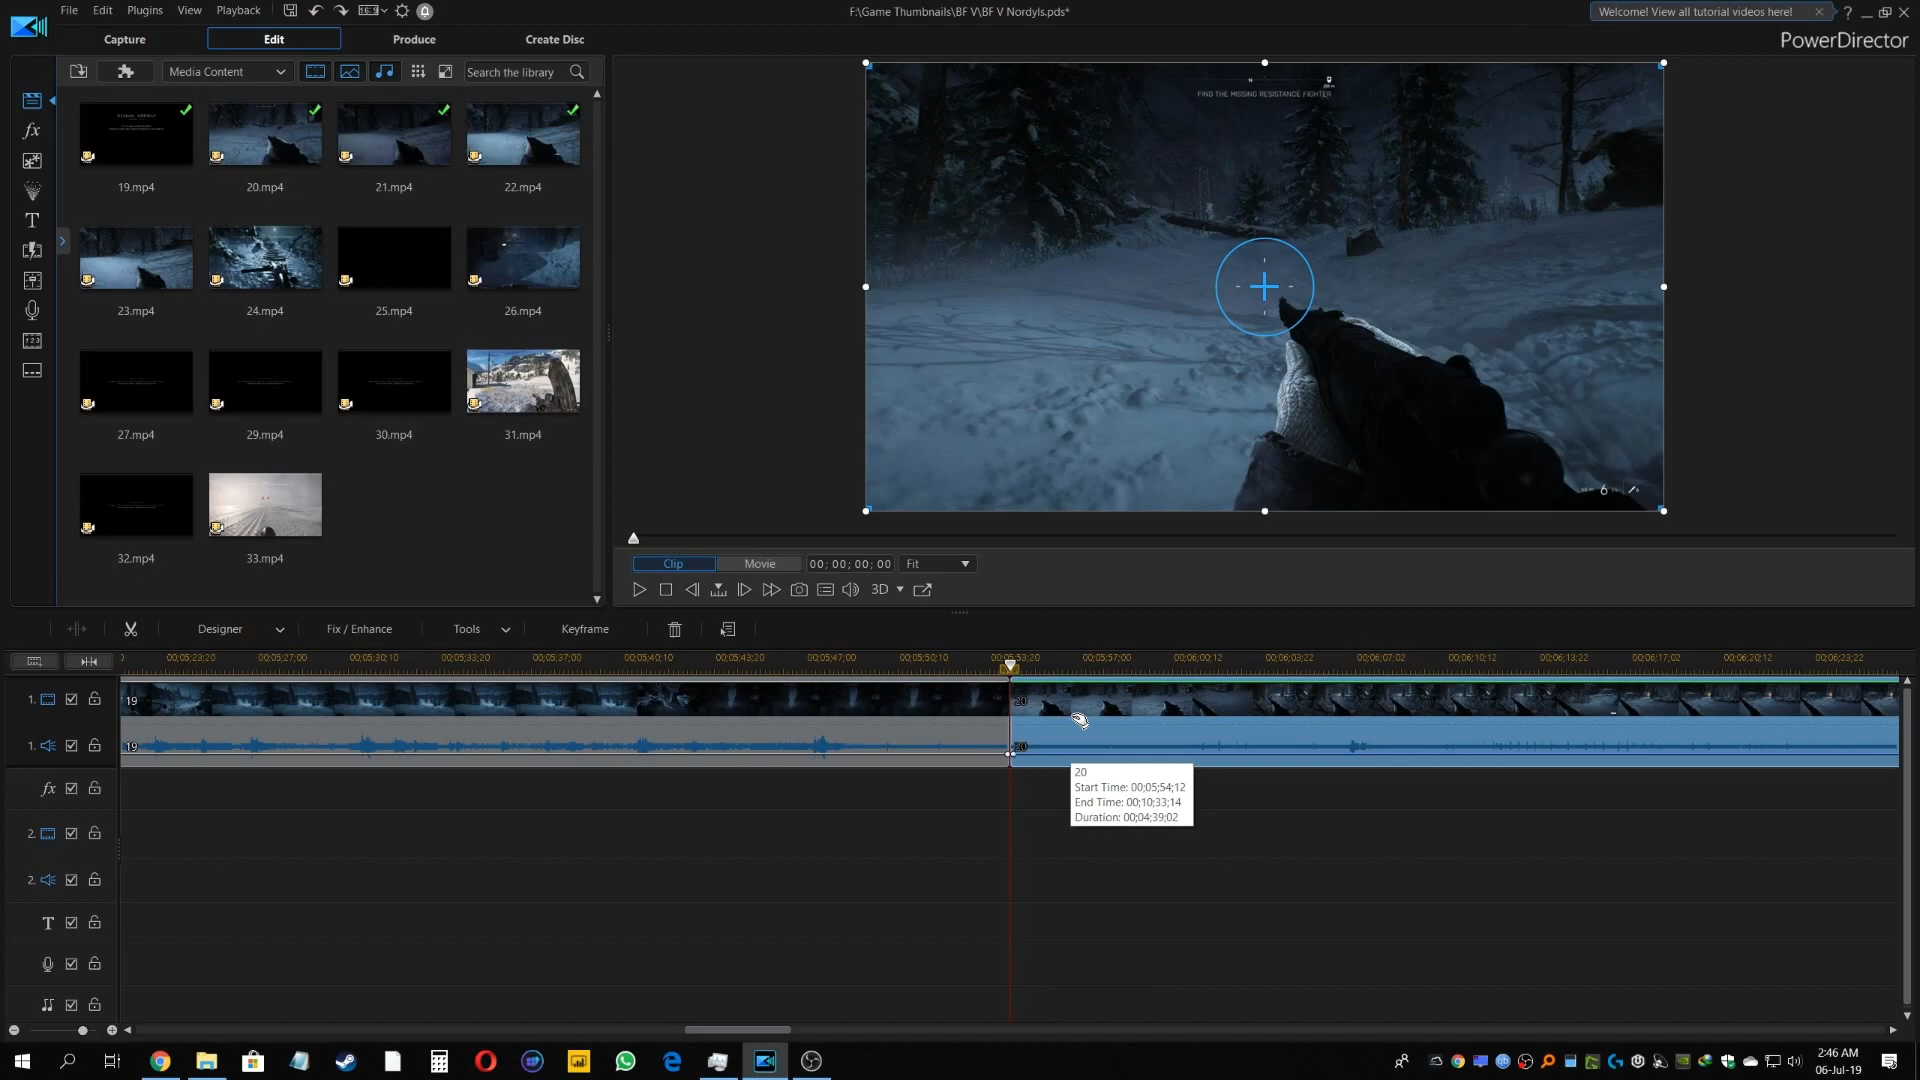 File Edit Plugins View Playback
F:\Game Thumbnails\BF V\BF V Nordyls.pds*
Welcome! View all tutorial videos here!
Capture Edit Produce Create Disc
PowerDirector
Media Content
Search the library
FIND THE MISSING RESISTANCE FIGHTER
19.mp4 20.mp4 21.mp4 22.mp4
23.mp4 24.mp4 25.mp4 26.mp4
27.mp4 29.mp4 30.mp4 31.mp4
32.mp4 33.mp4
6
Clip Movie 00; 00; 00; 00 Fit
3D
Designer Fix / Enhance Tools Keyframe
00;05;23;20 00;05;27;00 00;05;30;10 00;05;33;20 00;05;37;00 00;05;40;10 00;05;43;20 00;05;47;00 00;05;50;10 00;05;53;20 00;05;57;00 00;06;00;12 00;06;03;22 00;06;07;02 00;06;10;12 00;06;13;22 00;06;17;02 00;06;20;12 00;06;23;22
1. 19 20
1. 19 20
20
Start Time: 00;05;54;12
End Time: 00;10;33;14
Duration: 00;04;39;02
fx
2.
2.
T
2:46 AM
06-Jul-19